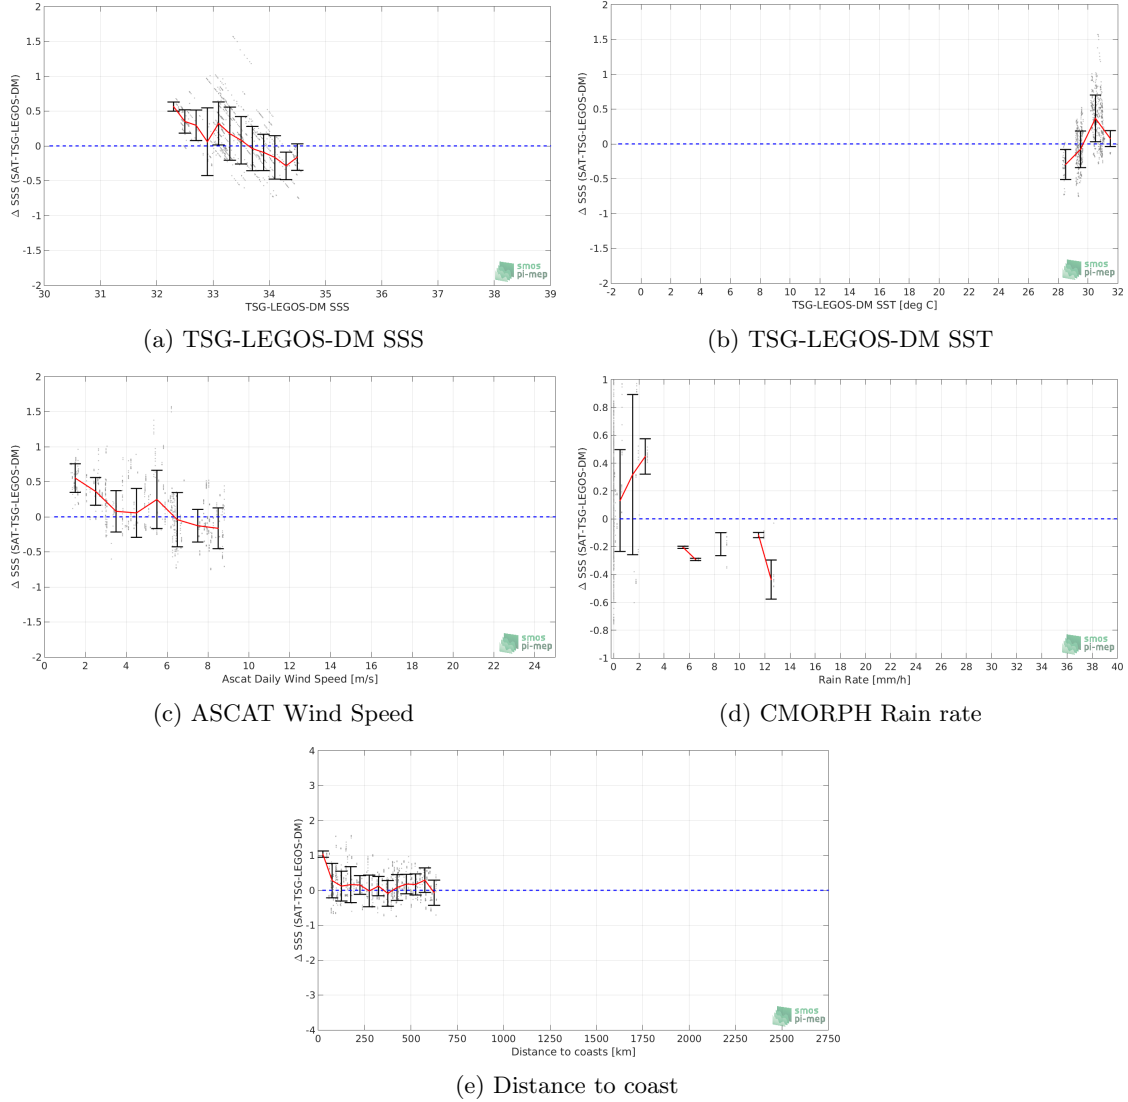 2
1.5
1
0.5
0
-0.5
-1
-1.5
-2
Δ SSS (SAT-TSG-LEGOS-DM)
30 31 32 33 34 35 36 37 38 39
TSG-LEGOS-DM SSS
smos
pi-mep
(a) TSG-LEGOS-DM SSS
2
1.5
1
0.5
0
-0.5
-1
-1.5
-2
Δ SSS (SAT-TSG-LEGOS-DM)
-2 0 2 4 6 8 10 12 14 16 18 20 22 24 26 28 30 32
TSG-LEGOS-DM SST [deg C]
smos
pi-mep
(b) TSG-LEGOS-DM SST
2
1.5
1
0.5
0
-0.5
-1
-1.5
-2
Δ SSS (SAT-TSG-LEGOS-DM)
0 2 4 6 8 10 12 14 16 18 20 22 24
Ascat Daily Wind Speed [m/s]
smos
pi-mep
(c) ASCAT Wind Speed
1
0.8
0.6
0.4
0.2
0
-0.2
-0.4
-0.6
-0.8
-1
Δ SSS (SAT-TSG-LEGOS-DM)
0 2 4 6 8 10 12 14 16 18 20 22 24 26 28 30 32 34 36 38 40
Rain Rate [mm/h]
smos
pi-mep
(d) CMORPH Rain rate
4
3
2
1
0
-1
-2
-3
-4
Δ SSS (SAT-TSG-LEGOS-DM)
0 250 500 750 1000 1250 1500 1750 2000 2250 2500 2750
Distance to coasts [km]
smos
pi-mep
(e) Distance to coast